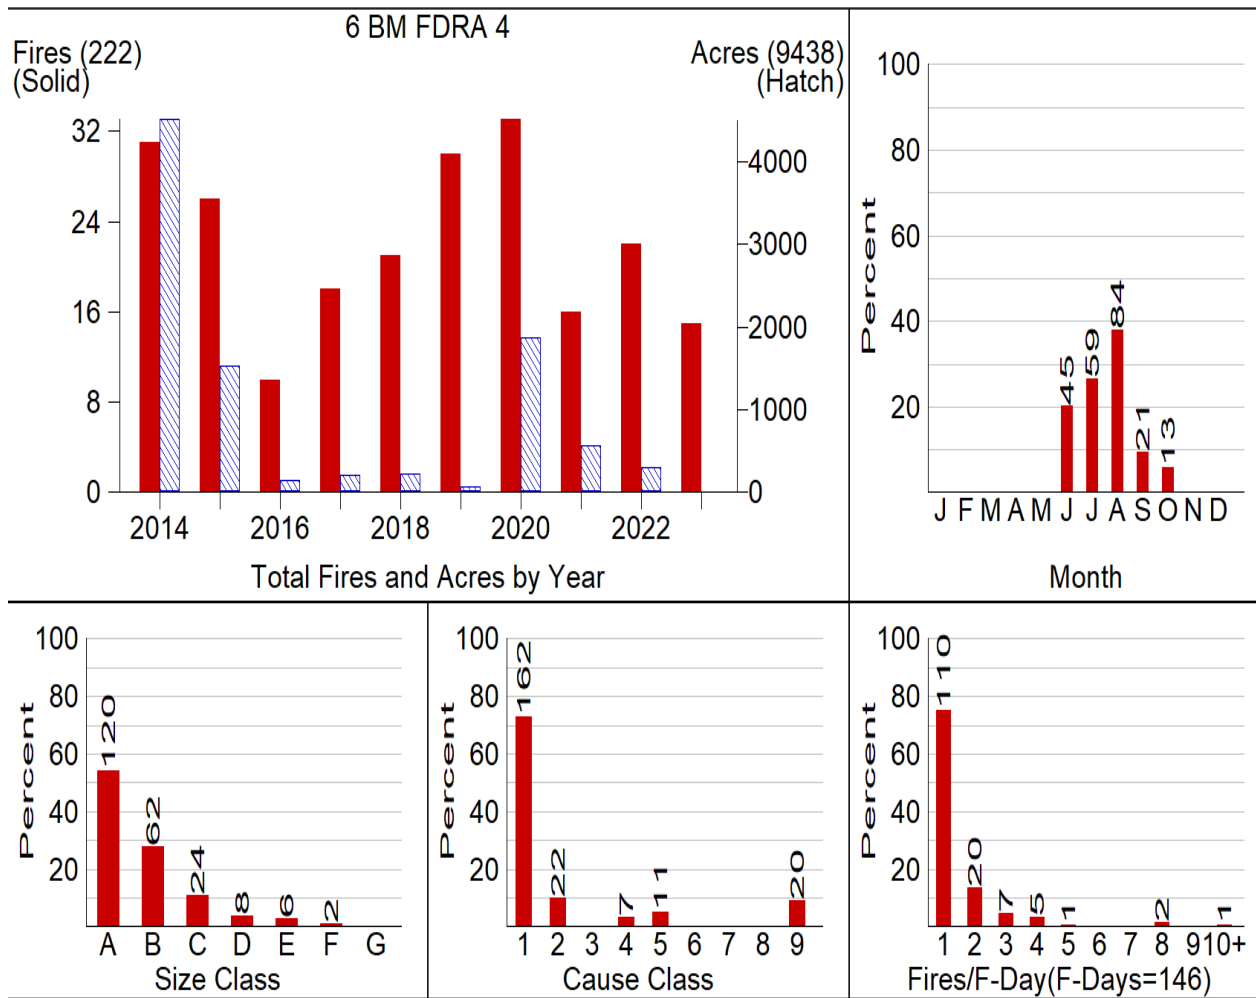 6 BM FDRA 4
Fires (222)
(Solid)
Acres (9438)
(Hatch)
32
24
16
8
0
4000
3000
2000
1000
0
2014 2016 2018 2020 2022
Total Fires and Acres by Year
100
80
60
40
20
Percent
45 59 84 21 13
J F M A M J J A S O N D
Month
100
80
60
40
20
Percent
120 62 24 8 6 2
A B C D E F G
Size Class
100
80
60
40
20
Percent
162 22 7 11 20
1 2 3 4 5 6 7 8 9
Cause Class
100
80
60
40
20
Percent
110 20 7 5 1 2 1
1 2 3 4 5 6 7 8 9 10+
Fires/F-Day(F-Days=146)